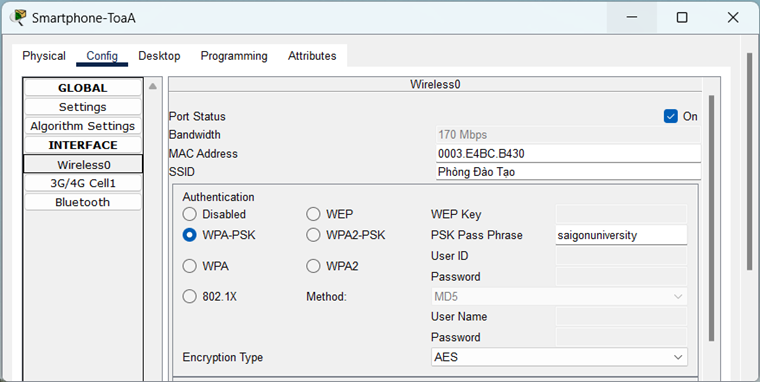 Smartphone-ToaA
Physical Config Desktop Programming Attributes
GLOBAL
Settings
Algorithm Settings
INTERFACE
Wireless0
3G/4G Cell1
Bluetooth
Wireless0
Port Status On
Bandwidth 170 Mbps
MAC Address 0003.E4BC.B430
SSID Phòng Đào Tạo
Authentication
Disabled WEP WEP Key
WPA-PSK WPA2-PSK PSK Pass Phrase saigonuniversity
User ID
WPA WPA2 Password
802.1X Method: MD5
User Name
Password
Encryption Type AES